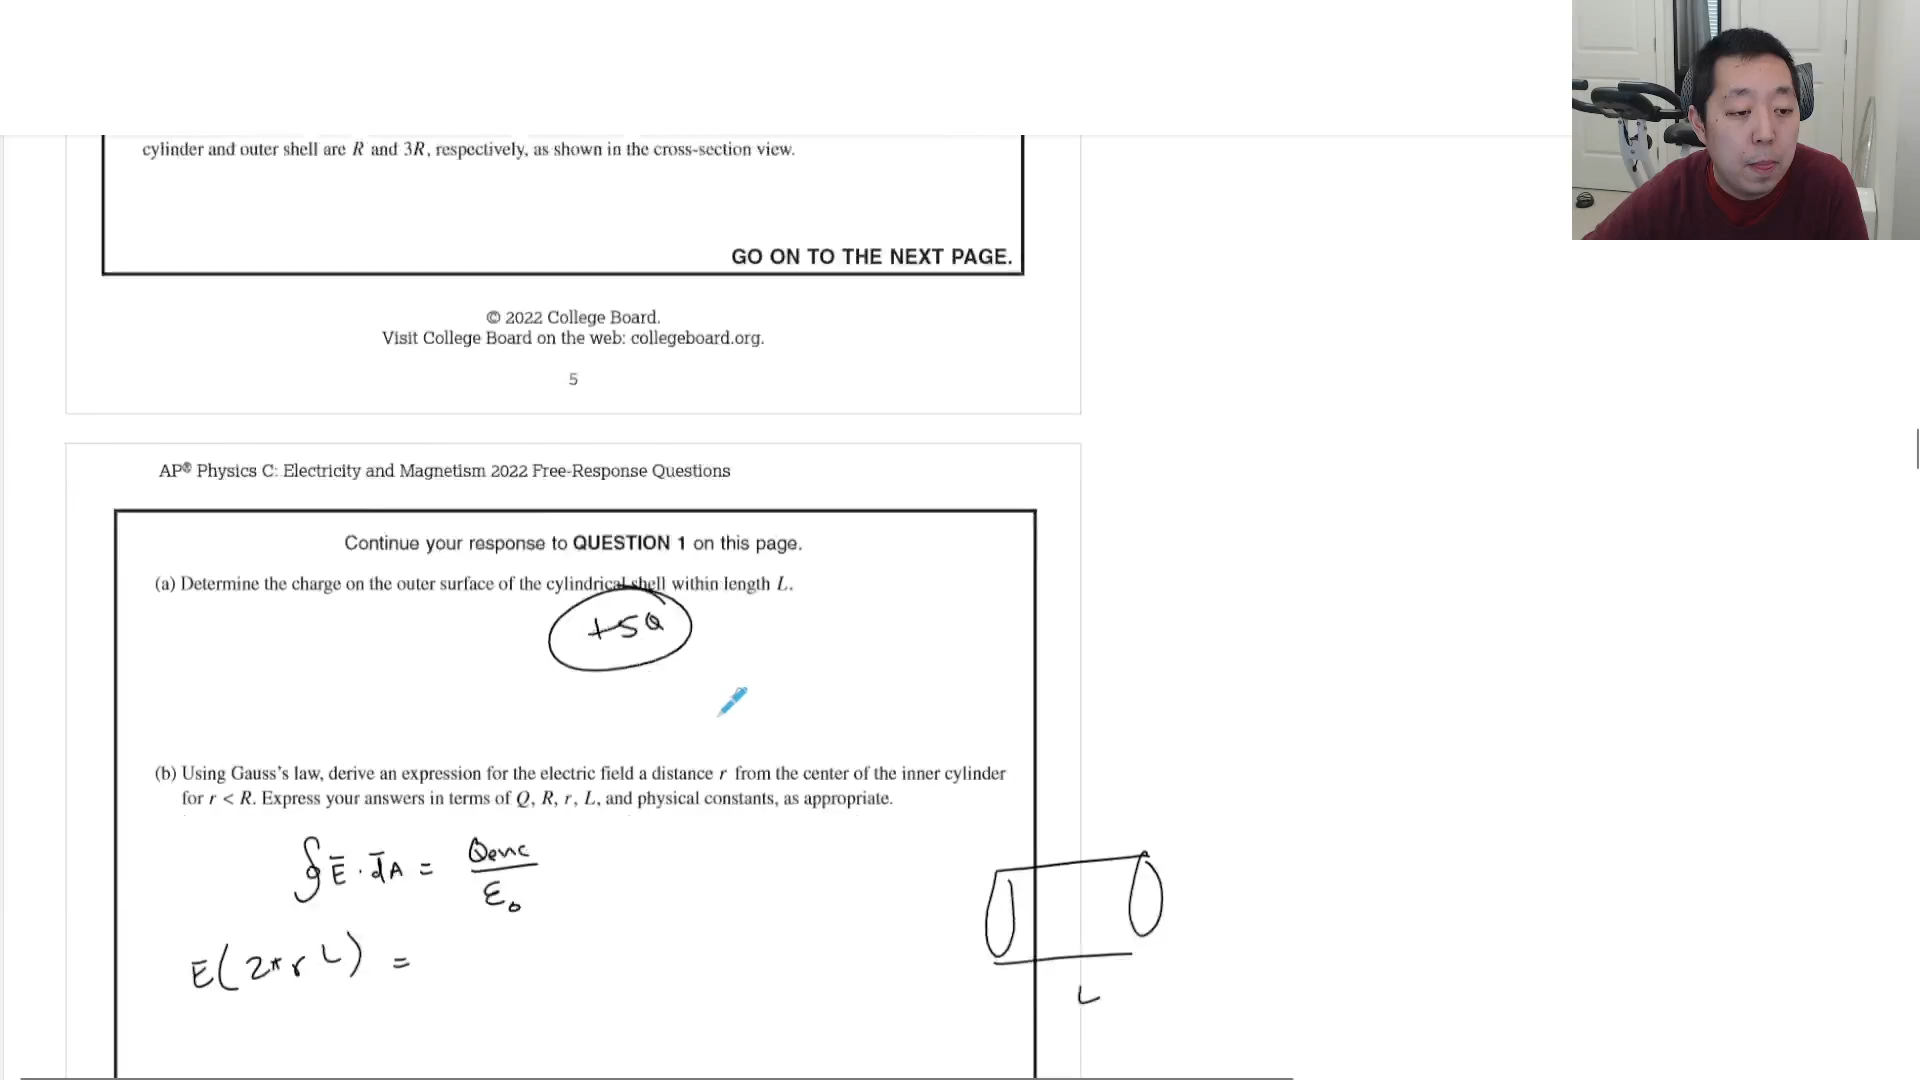 cylinder and outer shell are R and 3R, respectively, as shown in the cross-section view.
GO ON TO THE NEXT PAGE.
© 2022 College Board.
Visit College Board on the web: collegeboard.org.
5
AP® Physics C: Electricity and Magnetism 2022 Free-Response Questions
Continue your response to QUESTION 1 on this page.
(a) Determine the charge on the outer surface of the cylindrical shell within length L.
+5Q
(b) Using Gauss's law, derive an expression for the electric field a distance r from the center of the inner cylinder
for r < R. Express your answers in terms of Q, R, r, L, and physical constants, as appropriate.
∮ E̅ · d̅A = Qenc / ε₀
E(2πrL) =
L